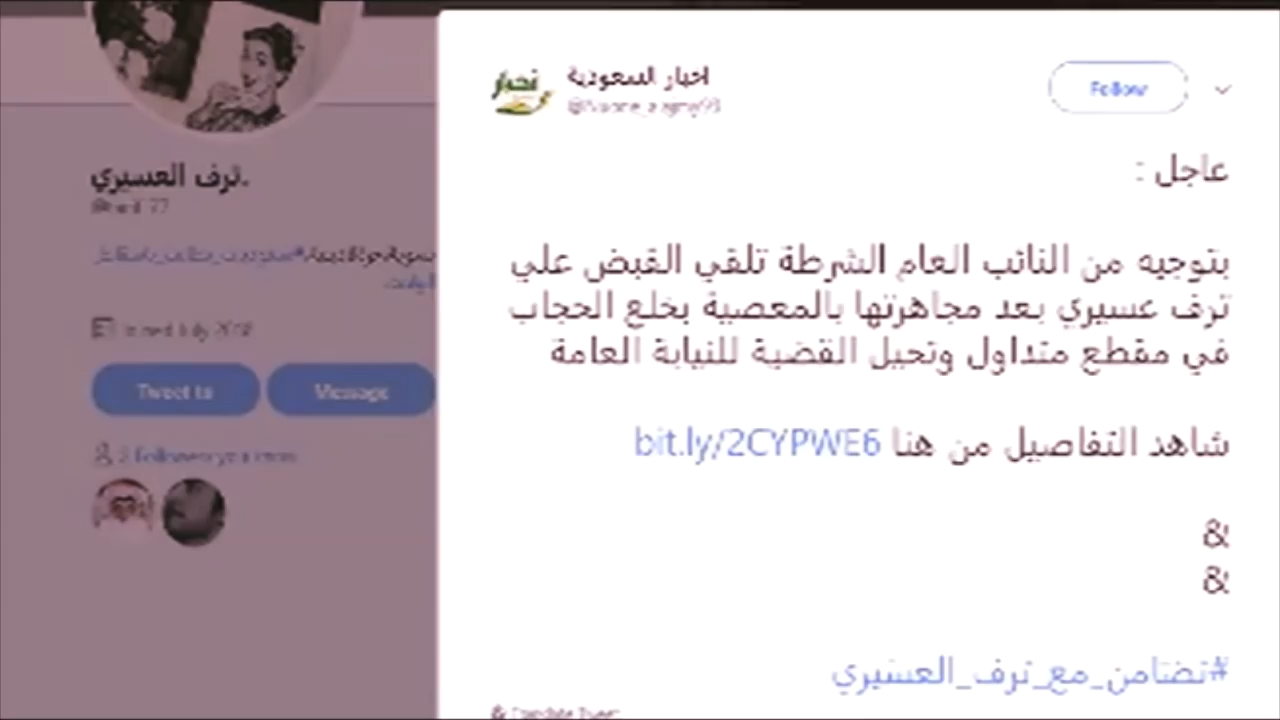 ترف العسيري.
Tweet to
Message
اخبار السعودية
Follow
عاجل :
بتوجيه من النائب العام الشرطة تلقي القبض علي
ترف عسيري بعد مجاهرتها بالمعصية بخلع الحجاب
في مقطع متداول وتحيل القضية للنيابة العامة
شاهد التفاصيل من هنا bit.ly/2CYPWE6
&
&
#تضامن_مع_ترف_العسيري